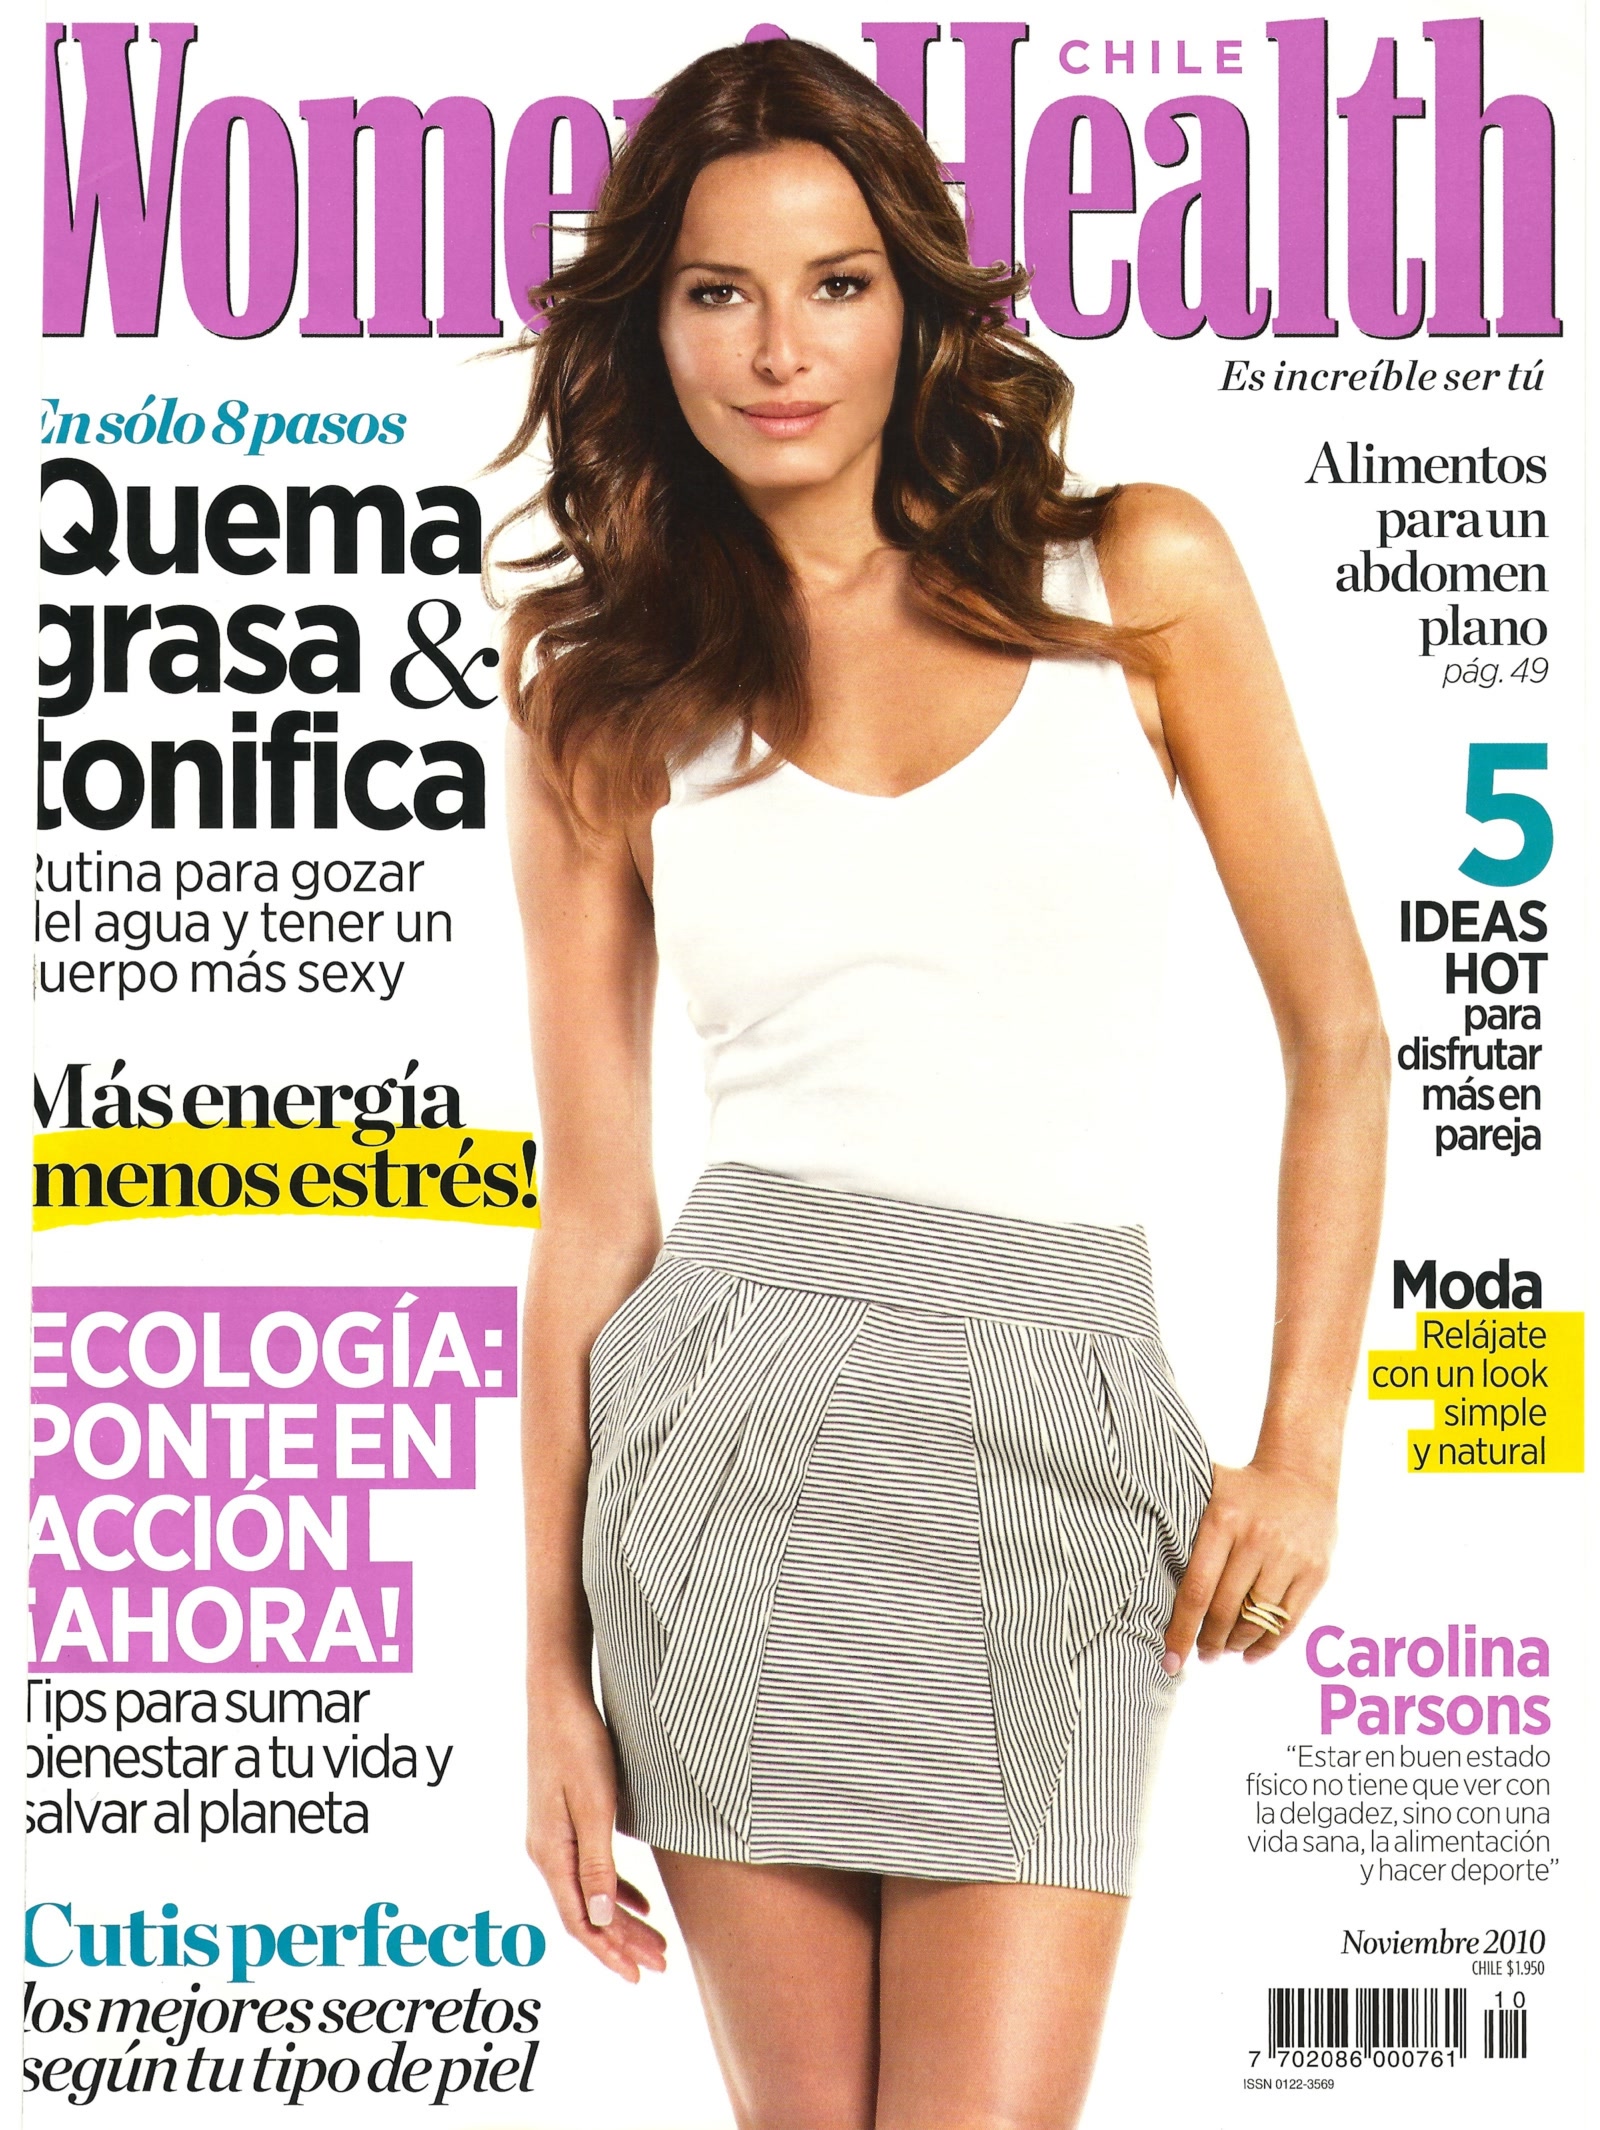 Women's Health
CHILE
Es increíble ser tú
En sólo 8 pasos
Quema
grasa &
tonifica
Rutina para gozar
del agua y tener un
cuerpo más sexy
Más energía
menos estrés!
ECOLOGÍA:
PONTE EN
ACCIÓN
¡AHORA!
Tips para sumar
bienestar a tu vida y
salvar al planeta
Cutis perfecto
los mejores secretos
según tu tipo de piel
Alimentos
para un
abdomen
plano
pág. 49
5
IDEAS
HOT
para
disfrutar
más en
pareja
Moda
Relájate
con un look
simple
y natural
Carolina
Parsons
“Estar en buen estado
físico no tiene que ver con
la delgadez, sino con una
vida sana, la alimentación
y hacer deporte”
Noviembre 2010
CHILE $1.950
10
7 702086 000761
ISSN 0122-3569